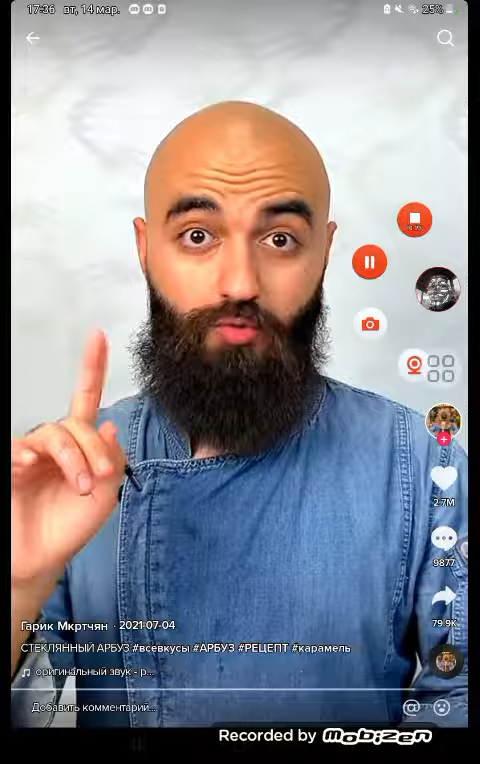 17:36 вт, 14 мар.
25%
2.7M
9877
79.9K
Гарик Мкртчян · 2021-07-04
СТЕКЛЯННЫЙ АРБУЗ #всевкусы #АРБУЗ #РЕЦЕПТ #карамель
оригинальный звук - р...
Добавить комментарий...
Recorded by Mobizen